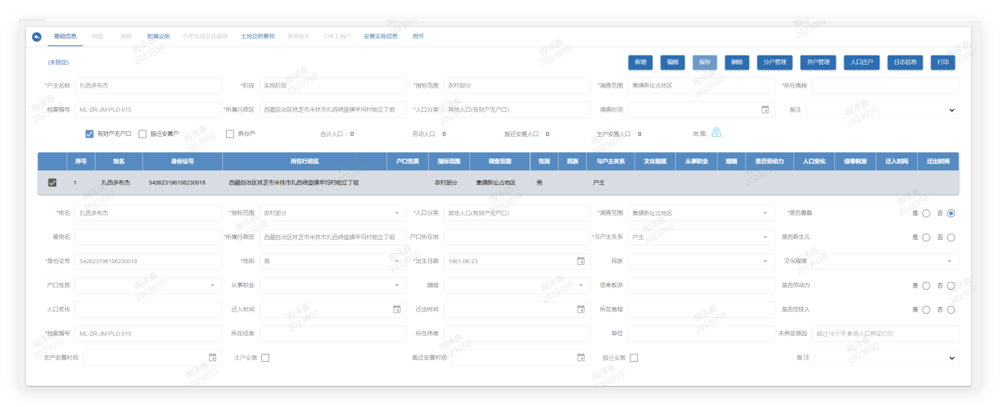 基础信息 房屋 装修 附属设施 小型专项及农副业 土地及附着物 零星树木 个体工商户 安置实施信息 附件
(未锁定) 新增 编辑 保存 删除 分户管理 并户管理 人口迁户 日志信息 打印
*户主名称 扎西多布杰 *阶段 实施阶段 *指标范围 农村部分 *调查范围 集镇新址占地区 *所在高程
档案编号 ML-ZR-JM-PLD-015 *所属行政区 西藏自治区林芝市米林市扎西绕登镇甲玛村帕立丁组 *人口分类 其他人口(有财产无户口) 调查时间 备注
有财产无户口 搬迁安置户 拆分户 合计人口: 0 劳动人口: 0 搬迁安置人口: 0 生产安置人口: 0 地图
序号 姓名 身份证号 所在行政区 户口性质 指标范围 调查范围 性别 民族 与户主关系 文化程度 从事职业 婚姻 是否劳动力 人口变化 信奉教派 迁入时间 迁出时间
1 扎西多布杰 542623196106230018 西藏自治区林芝市米林市扎西绕登镇甲玛村帕立丁组 农村部分 集镇新址占地区 男 户主
*姓名 扎西多布杰 *指标范围 农村部分 *人口分类 其他人口(有财产无户口) *调查范围 集镇新址占地区 *是否重叠 是 否
曾用名 *所属行政区 西藏自治区林芝市米林市扎西绕登镇甲玛村帕立丁组 户口所在地 *与户主关系 户主 是否新生儿 是 否
*身份证号 542623196106230018 *性别 男 *出生日期 1961-06-23 民族 文化程度
户口性质 从事职业 婚姻 信奉教派 是否劳动力 是 否
人口变化 迁入时间 迁出时间 所在高程 是否空挂人 是 否
*档案编号 ML-ZR-JM-PLD-015 所在经度 所在纬度 单位 未界定原因 超过16个字 影响人口界定打印
生产安置时间 生产安置 搬迁安置时间 搬迁安置 备注